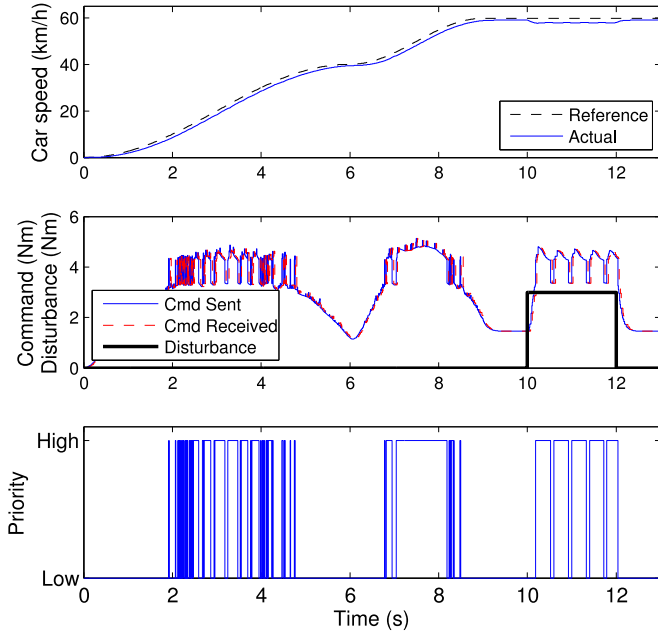 Car speed (km/h)
60
40
20
0
0 2 4 6 8 10 12
Reference
Actual
Command (Nm)
Disturbance (Nm)
6
4
2
0
0 2 4 6 8 10 12
Cmd Sent
Cmd Received
Disturbance
Priority
High
Low
0 2 4 6 8 10 12
Time (s)